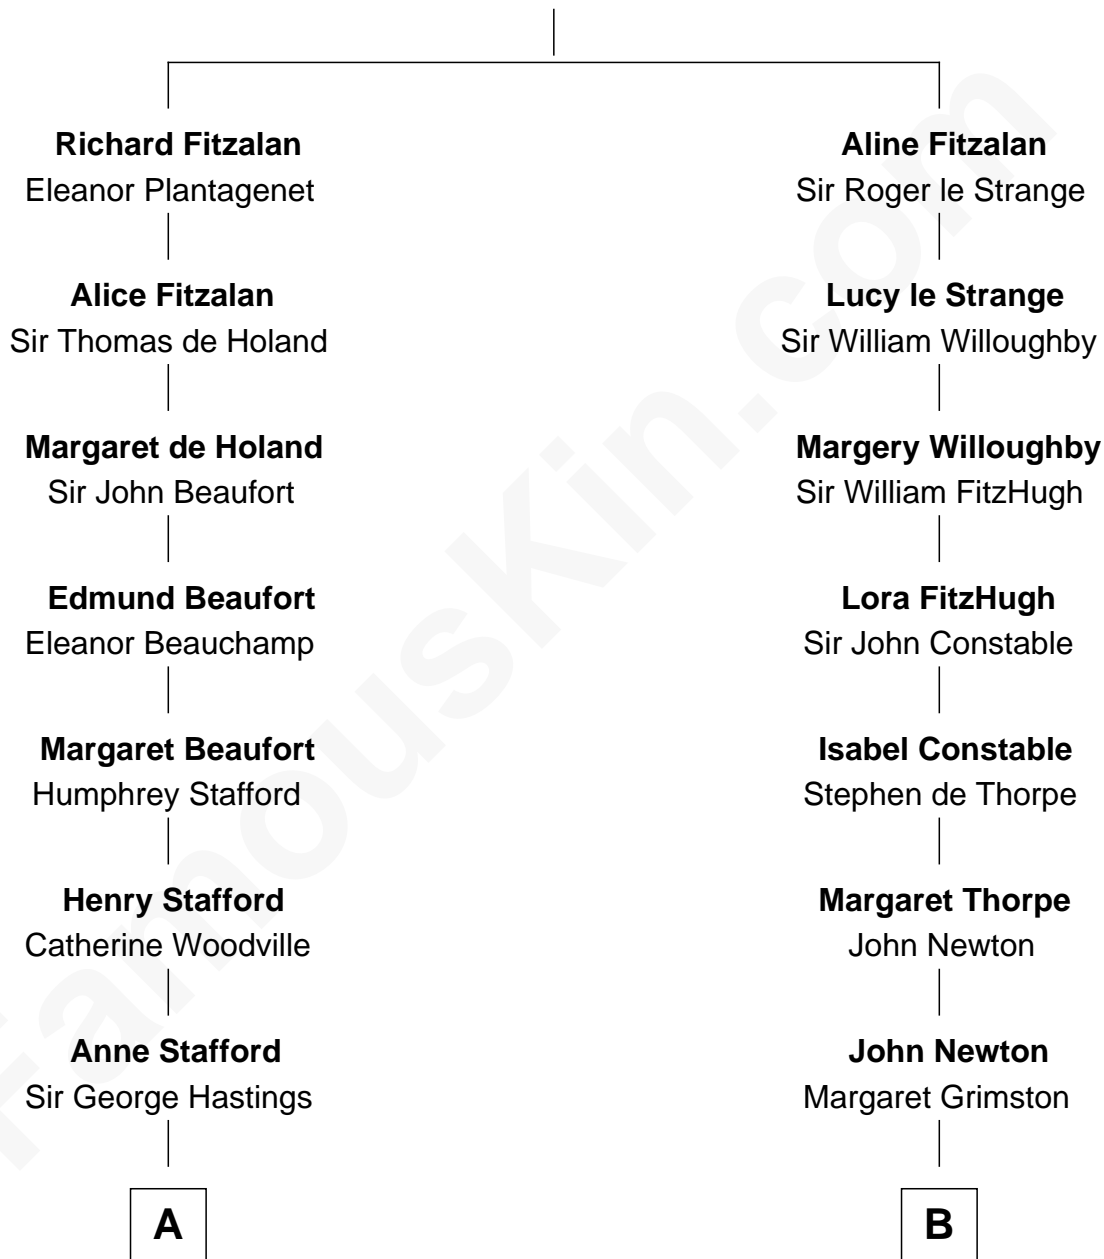 Richard Fitzalan
Eleanor Plantagenet
Alice Fitzalan
Sir Thomas de Holand
Margaret de Holand
Sir John Beaufort
Edmund Beaufort
Eleanor Beauchamp
Margaret Beaufort
Humphrey Stafford
Henry Stafford
Catherine Woodville
Anne Stafford
Sir George Hastings
A
Aline Fitzalan
Sir Roger le Strange
Lucy le Strange
Sir William Willoughby
Margery Willoughby
Sir William FitzHugh
Lora FitzHugh
Sir John Constable
Isabel Constable
Stephen de Thorpe
Margaret Thorpe
John Newton
John Newton
Margaret Grimston
B
FamousKin.com